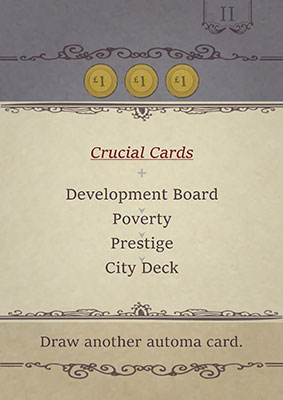 II
£1 £1 £1
Crucial Cards
+
Development Board
Poverty
Prestige
City Deck
Draw another automa card.